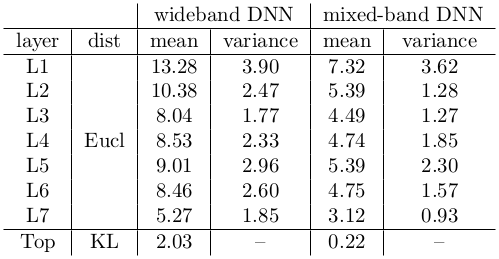 wideband DNN mixed-band DNN
layer dist mean variance mean variance
L1 13.28 3.90 7.32 3.62
L2 10.38 2.47 5.39 1.28
L3 8.04 1.77 4.49 1.27
L4 Eucl 8.53 2.33 4.74 1.85
L5 9.01 2.96 5.39 2.30
L6 8.46 2.60 4.75 1.57
L7 5.27 1.85 3.12 0.93
Top KL 2.03 – 0.22 –